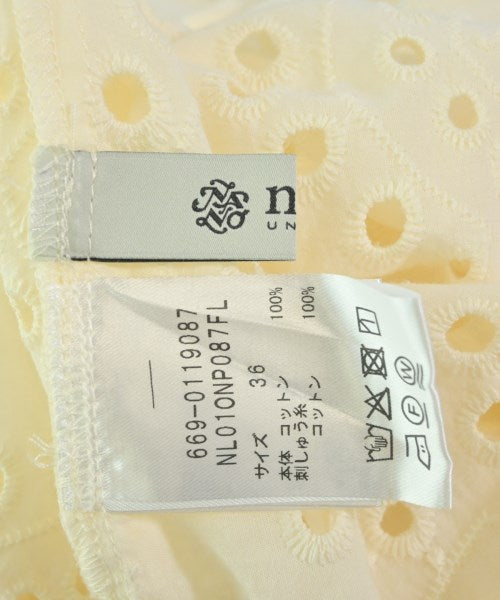 n
669-0119087
NL010NP087FL
サイズ 36
本体 コットン 100%
刺しゅう糸
コットン 100%
F
W